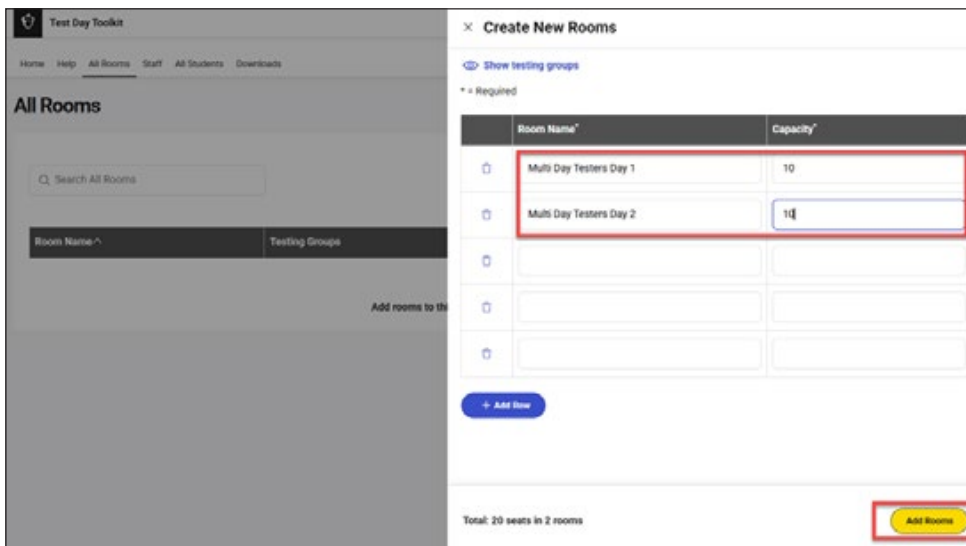 Test Day Toolkit
Home Help All Rooms Staff All Students Downloads
All Rooms
Search All Rooms
Room Name Testing Groups
Add rooms to thi
Create New Rooms
Show testing groups
* = Required
Room Name* Capacity*
Multi Day Testers Day 1 10
Multi Day Testers Day 2 10
+ Add Row
Total: 20 seats in 2 rooms
Add Rooms